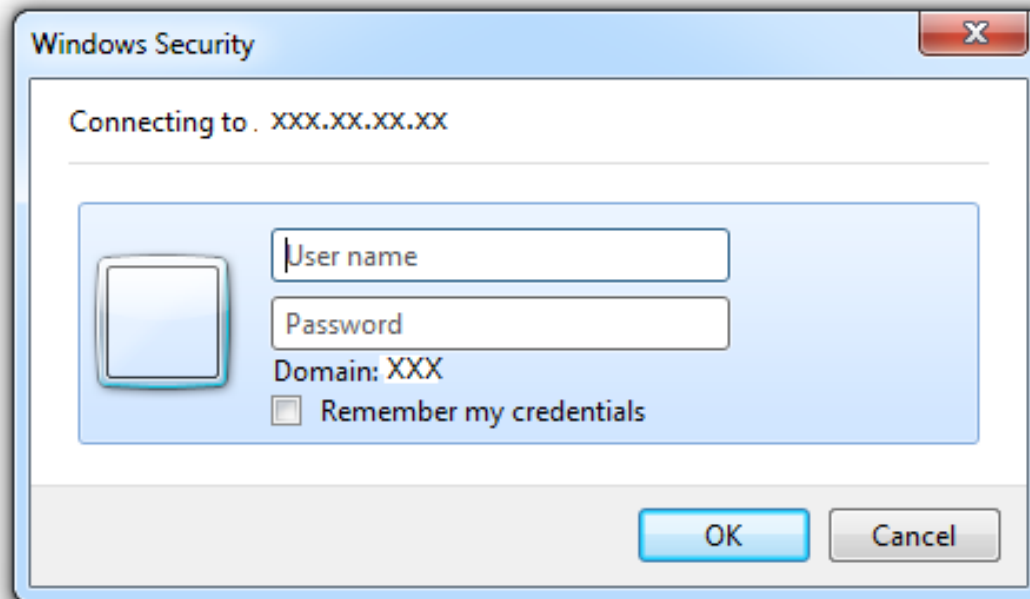 Windows Security
Connecting to . xxx.xx.xx.xx
User name
Password
Domain: XXX
Remember my credentials
OK Cancel